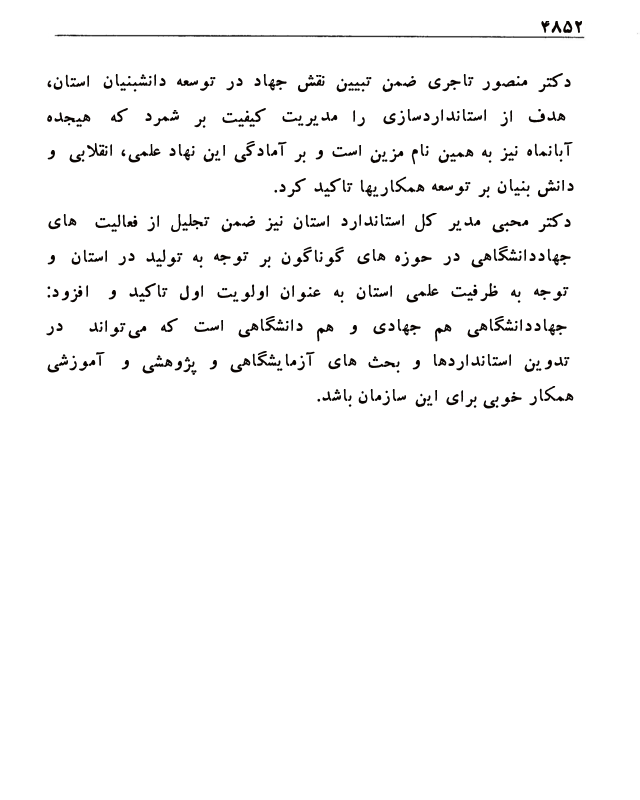 ۴۸۵۲
دکتر منصور تاجری ضمن تبیین نقش جهاد در توسعه دانشبنیان استان،
هدف از استانداردسازی را مدیریت کیفیت بر شمرد که هیجده
آبانماه نیز به همین نام مزین است و بر آمادگی این نهاد علمی، انقلابی و
دانش بنیان بر توسعه همکاریها تاکید کرد.
دکتر محبی مدیر کل استاندارد استان نیز ضمن تجلیل از فعالیت های
جهاددانشگاهی در حوزه های گوناگون بر توجه به تولید در استان و
توجه به ظرفیت علمی استان به عنوان اولویت اول تاکید و افزود:
جهاددانشگاهی هم جهادی و هم دانشگاهی است که می‌تواند در
تدوین استانداردها و بحث های آزمایشگاهی و پژوهشی و آموزشی
همکار خوبی برای این سازمان باشد.